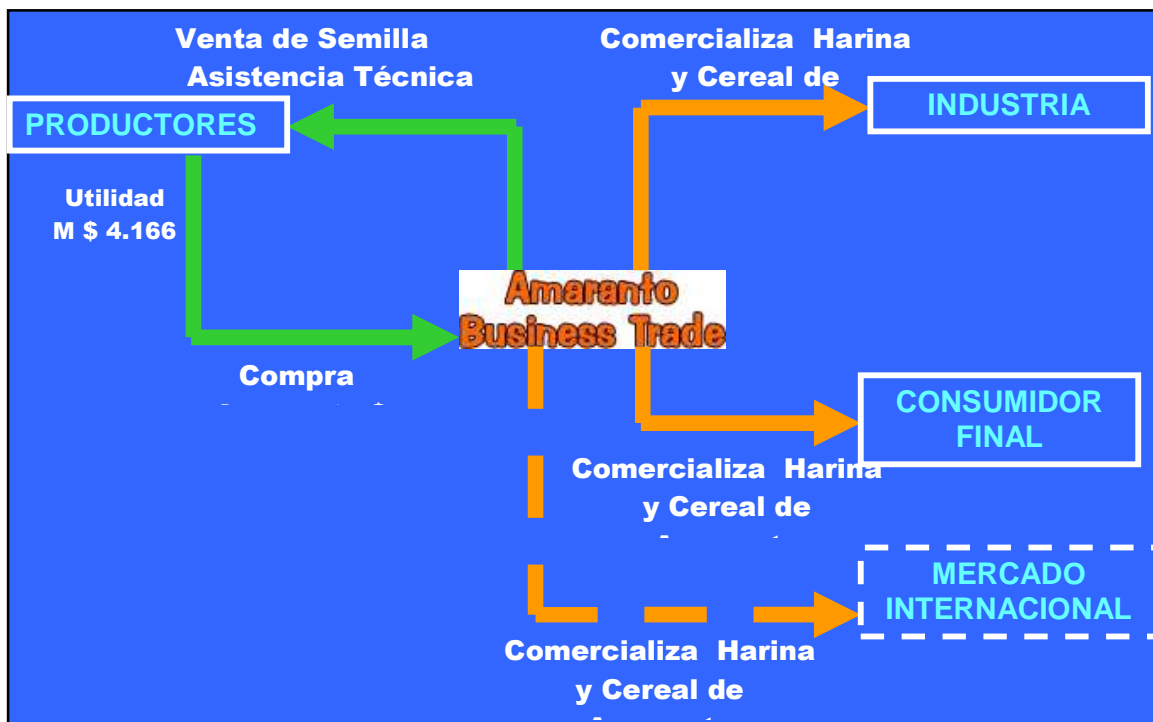 Venta de Semilla
Asistencia Técnica
Comercializa Harina
y Cereal de
PRODUCTORES
INDUSTRIA
Utilidad
M $ 4.166
Amaranto
Business Trade
Compra
CONSUMIDOR
FINAL
Comercializa Harina
y Cereal de
MERCADO
INTERNACIONAL
Comercializa Harina
y Cereal de